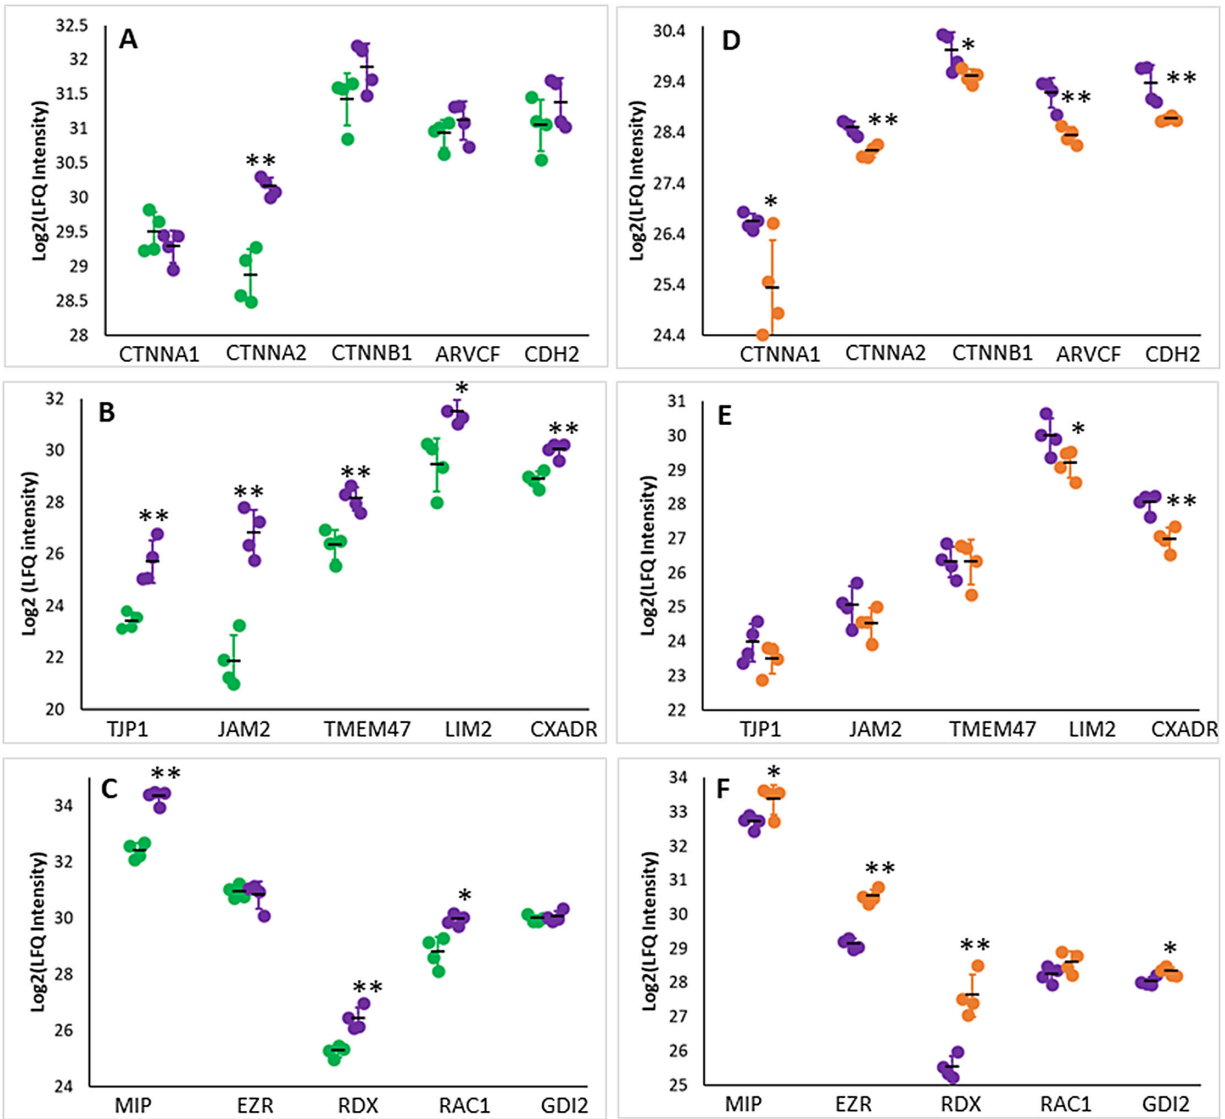 A
Log2(LFQ Intensity)
32.5
32
31.5
31
30.5
30
29.5
29
28.5
28
**
CTNNA1 CTNNA2 CTNNB1 ARVCF CDH2
D
Log2(LFQ Intensity)
30.4
29.4
28.4
27.4
26.4
25.4
24.4
* ** * ** **
CTNNA1 CTNNA2 CTNNB1 ARVCF CDH2
B
Log2 (LFQ intensity)
32
30
28
26
24
22
20
** ** ** * **
TJP1 JAM2 TMEM47 LIM2 CXADR
E
Log2(LFQ Intensity)
31
30
29
28
27
26
25
24
23
22
* **
TJP1 JAM2 TMEM47 LIM2 CXADR
C
Log2(LFQ Intensity)
34
32
30
28
26
24
** ** *
MIP EZR RDX RAC1 GDI2
F
Log2(LFQ Intensity)
34
33
32
31
30
29
28
27
26
25
* ** ** *
MIP EZR RDX RAC1 GDI2